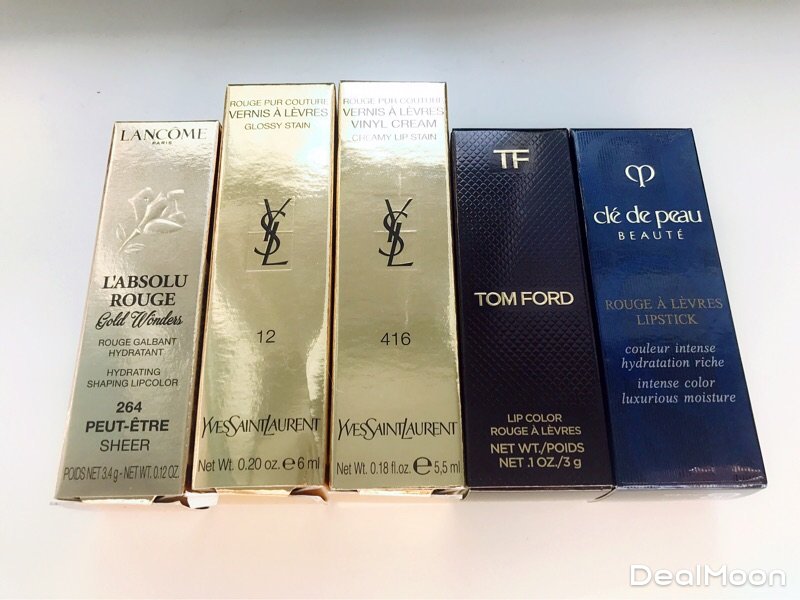 LANCÔME
PARIS
L'ABSOLU
ROUGE
Gold Wonders
ROUGE GALBANT
HYDRATANT
HYDRATING
SHAPING LIPCOLOR
264
PEUT-ÊTRE
SHEER
POIDS NET 3.4 g - NET WT. 0.12 OZ.
ROUGE PUR COUTURE
VERNIS À LÈVRES
GLOSSY STAIN
YSL
12
YVESSAINTLAURENT
Net Wt. 0.20 oz. ℮ 6 ml
ROUGE PUR COUTURE
VERNIS À LÈVRES
VINYL CREAM
CREAMY LIP STAIN
YSL
416
YVESSAINTLAURENT
Net Wt. 0.18 fl.oz. ℮ 5,5 ml
TF
TOM FORD
LIP COLOR
ROUGE À LÈVRES
NET WT./POIDS
NET .1 OZ./3 g
clé de peau
BEAUTÉ
ROUGE À LÈVRES
LIPSTICK
couleur intense
hydratation riche
intense color
luxurious moisture
DealMoon